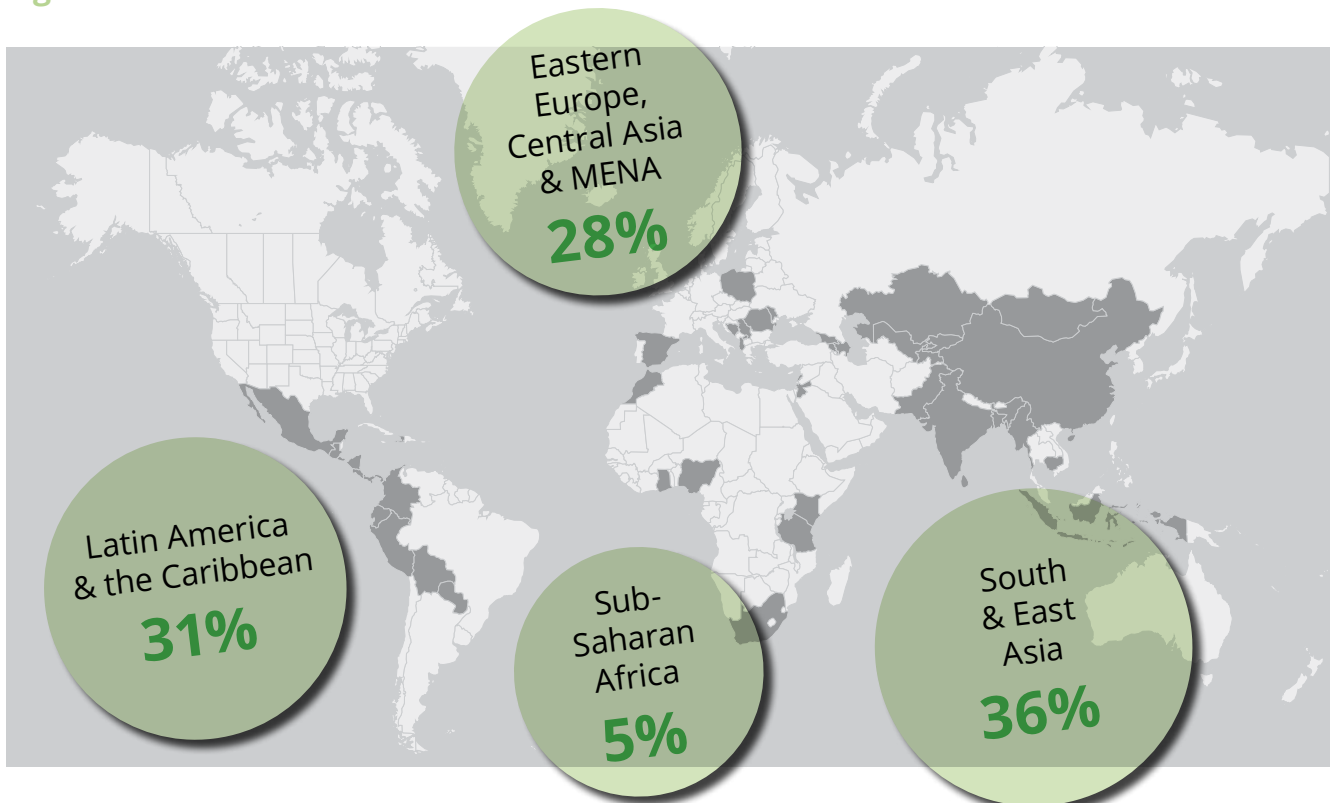 Eastern
Europe,
Central Asia
& MENA
28%
Latin America
& the Caribbean
31%
Sub-
Saharan
Africa
5%
South
& East
Asia
36%